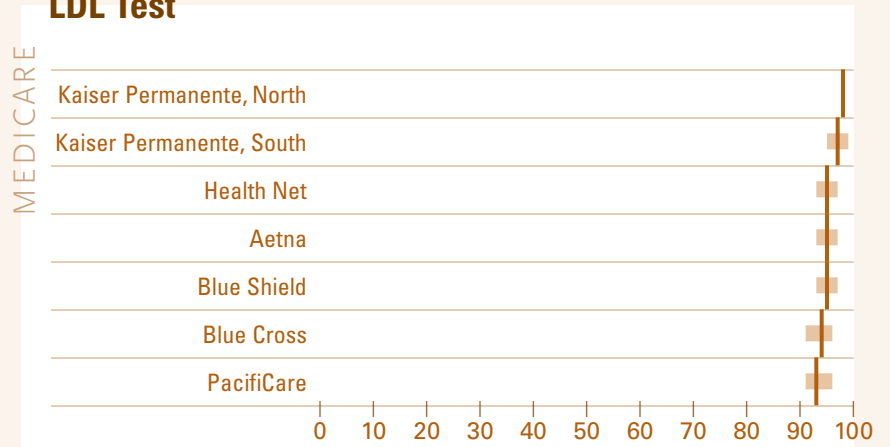 LDL Test
MEDICARE
Kaiser Permanente, North
Kaiser Permanente, South
Health Net
Aetna
Blue Shield
Blue Cross
PacifiCare
0 10 20 30 40 50 60 70 80 90 100